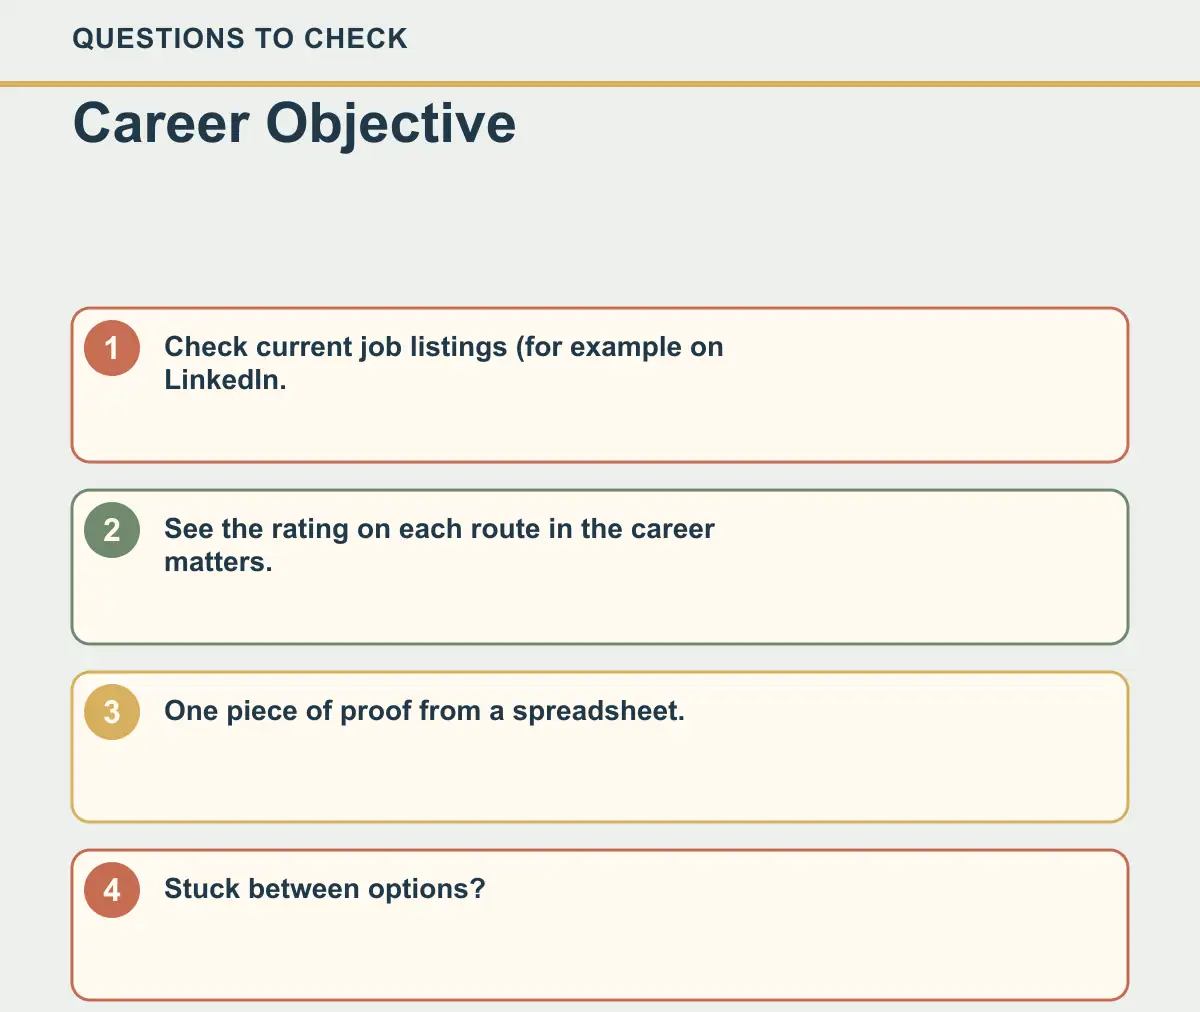 QUESTIONS TO CHECK
Career Objective
1
Check current job listings (for example on
LinkedIn.
2
See the rating on each route in the career
matters.
3
One piece of proof from a spreadsheet.
4
Stuck between options?